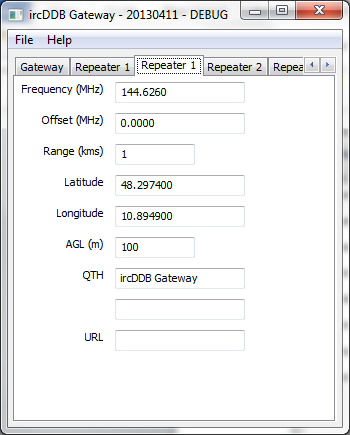 ircDDB Gateway - 20130411 - DEBUG
File Help
Gateway Repeater 1 Repeater 1 Repeater 2 Repea
Frequency (MHz) 144.6260
Offset (MHz) 0.0000
Range (kms) 1
Latitude 48.297400
Longitude 10.894900
AGL (m) 100
QTH ircDDB Gateway
URL